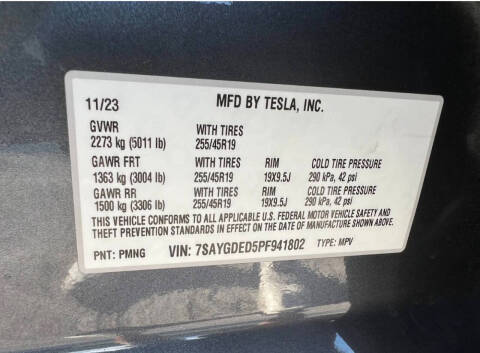 11/23 MFD BY TESLA, INC.
GVWR WITH TIRES
2273 kg (5011 lb) 255/45R19
GAWR FRT WITH TIRES RIM COLD TIRE PRESSURE
1363 kg (3004 lb) 255/45R19 19X9.5J 290 kPa, 42 psi
GAWR RR WITH TIRES RIM COLD TIRE PRESSURE
1500 kg (3306 lb) 255/45R19 19X9.5J 290 kPa, 42 psi
THIS VEHICLE CONFORMS TO ALL APPLICABLE U.S. FEDERAL MOTOR VEHICLE SAFETY AND
THEFT PREVENTION STANDARDS IN EFFECT ON THE DATE OF MANUFACTURE SHOWN ABOVE.
PNT: PMNG VIN: 7SAYGDED5PF941802 TYPE: MPV